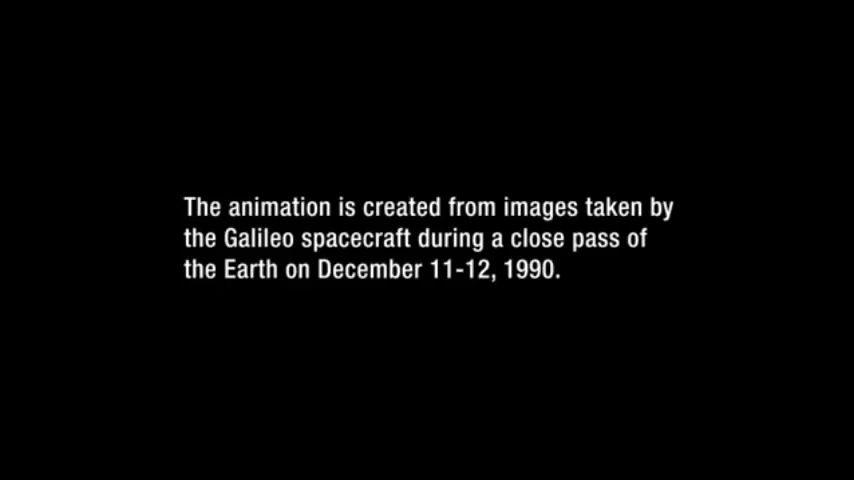 The animation is created from images taken by
the Galileo spacecraft during a close pass of
the Earth on December 11-12, 1990.